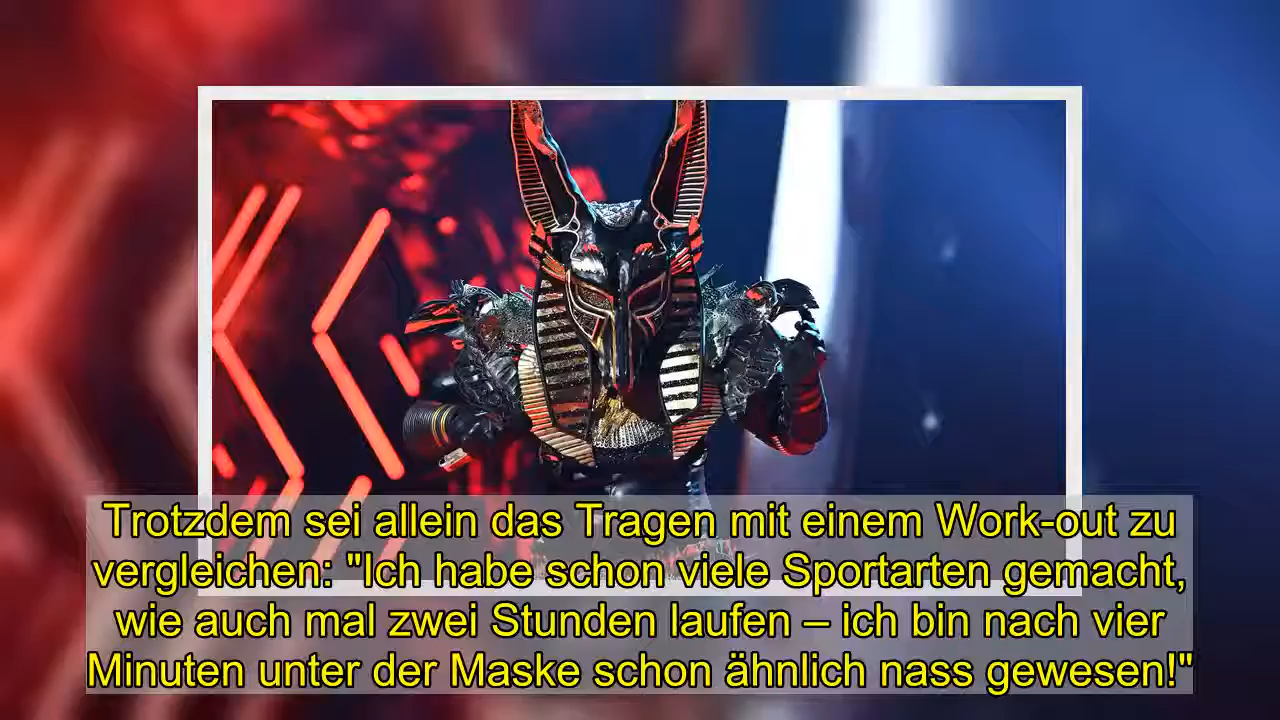 Trotzdem sei allein das Tragen mit einem Work-out zu
vergleichen: "Ich habe schon viele Sportarten gemacht,
wie auch mal zwei Stunden laufen – ich bin nach vier
Minuten unter der Maske schon ähnlich nass gewesen!"